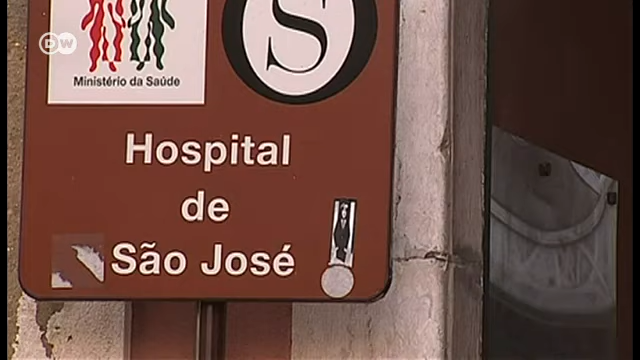 DW
Ministério da Saúde
S
Hospital
de
São José